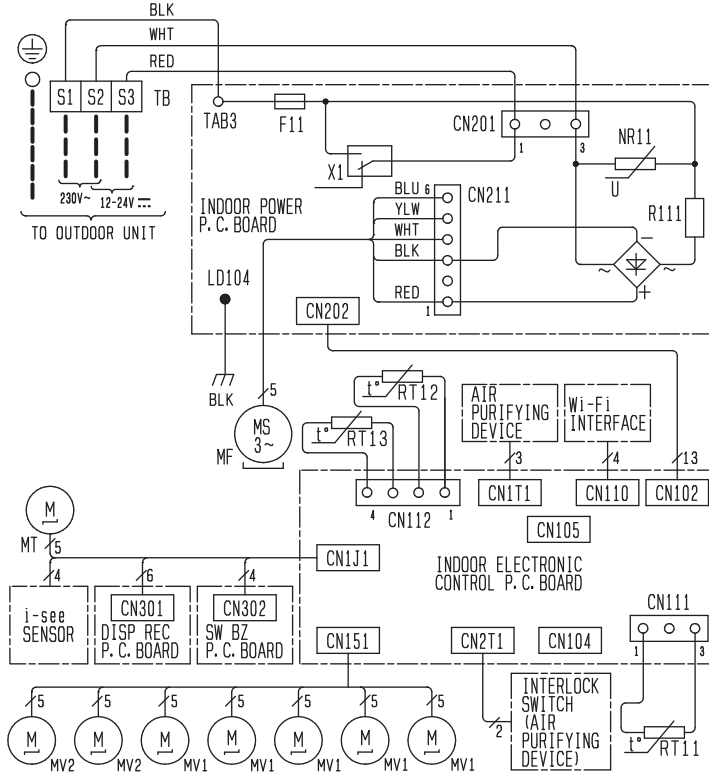 BLK
WHT
RED
S1 S2 S3 TB
TAB3
F11
CN201
1
3
NR11
U
X1
230V~ 12-24V⎓
TO OUTDOOR UNIT
INDOOR POWER
P.C.BOARD
BLU 6
CN211
YLW
WHT
BLK
RED
1
R111
~
~
−
+
LD104
CN202
BLK
5
MS
3~
MF
t°
RT12
t°
RT13
AIR
PURIFYING
DEVICE
Wi-Fi
INTERFACE
3
4
13
4
1
CN112
CN1T1
CN110
CN102
CN105
M
MT
5
CN1J1
INDOOR ELECTRONIC
CONTROL P.C.BOARD
4
6
4
i-see
SENSOR
CN301
DISP REC
P.C.BOARD
CN302
SW BZ
P.C.BOARD
CN111
1
3
CN151
CN2T1
CN104
2
INTERLOCK
SWITCH
(AIR
PURIFYING
DEVICE)
t°
RT11
5
5
5
5
5
5
5
M
M
M
M
M
M
M
MV2
MV2
MV1
MV1
MV1
MV1
MV1